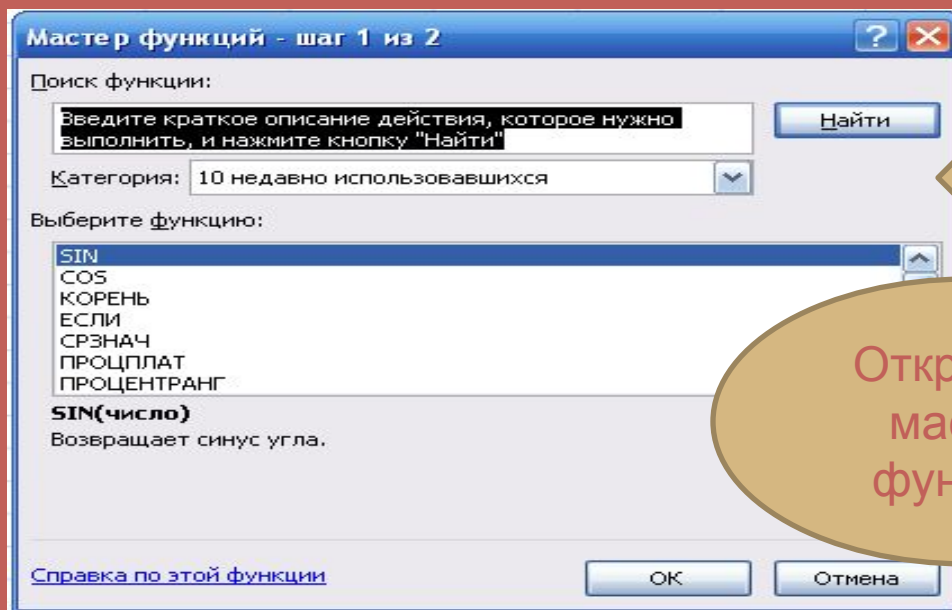 Мастер функций - шаг 1 из 2
Поиск функции:
Введите краткое описание действия, которое нужно
выполнить, и нажмите кнопку "Найти"
Найти
Категория: 10 недавно использовавшихся
Выберите функцию:
SIN
COS
КОРЕНЬ
ЕСЛИ
СРЗНАЧ
ПРОЦПЛАТ
ПРОЦЕНТРАНГ
SIN(число)
Возвращает синус угла.
Справка по этой функции
ОК
Отмена